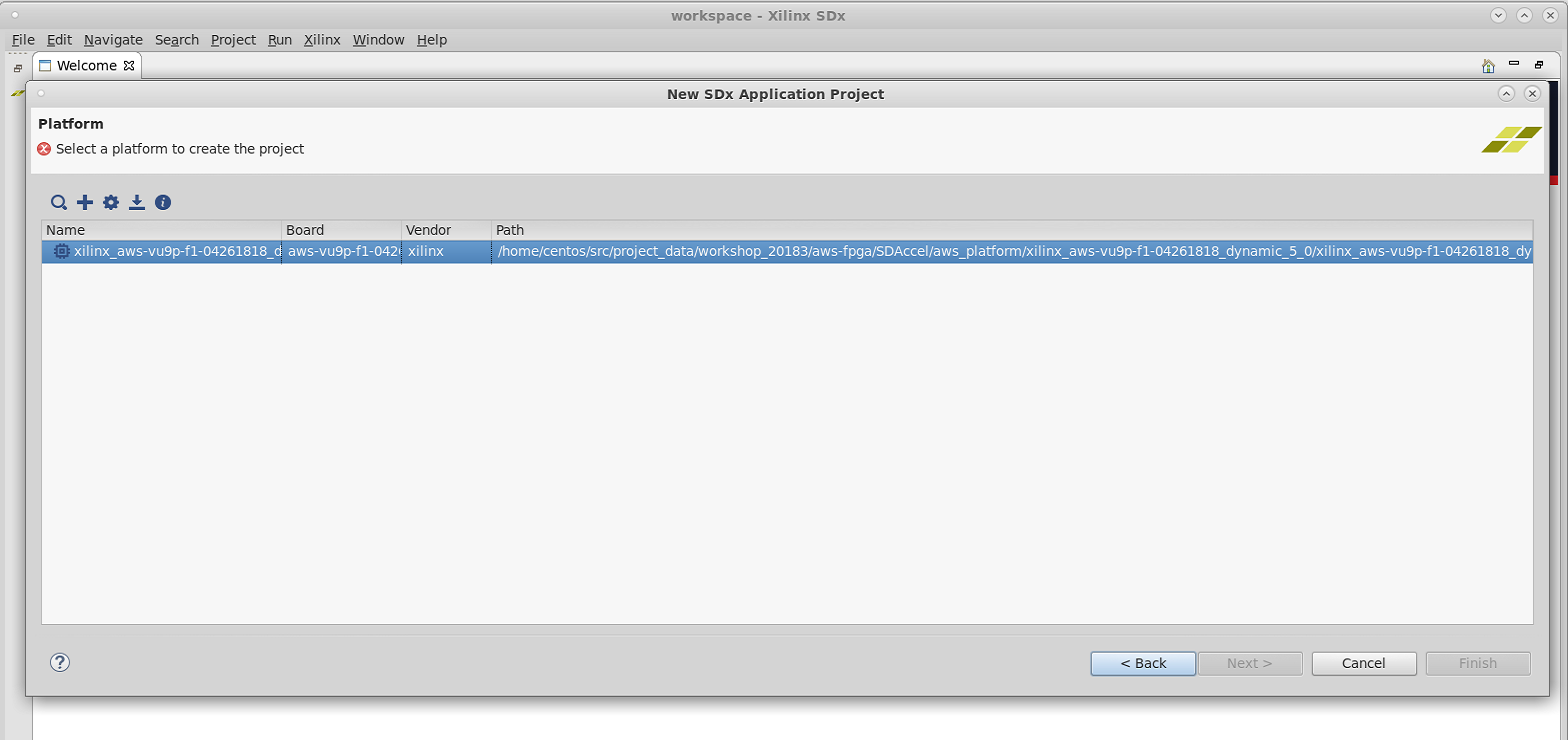 workspace - Xilinx SDx
File Edit Navigate Search Project Run Xilinx Window Help
Welcome
New SDx Application Project
Platform
Select a platform to create the project
Name Board Vendor Path
xilinx_aws-vu9p-f1-04261818_d aws-vu9p-f1-042 xilinx /home/centos/src/project_data/workshop_20183/aws-fpga/SDAccel/aws_platform/xilinx_aws-vu9p-f1-04261818_dynamic_5_0/xilinx_aws-vu9p-f1-04261818_dy
? < Back Next > Cancel Finish